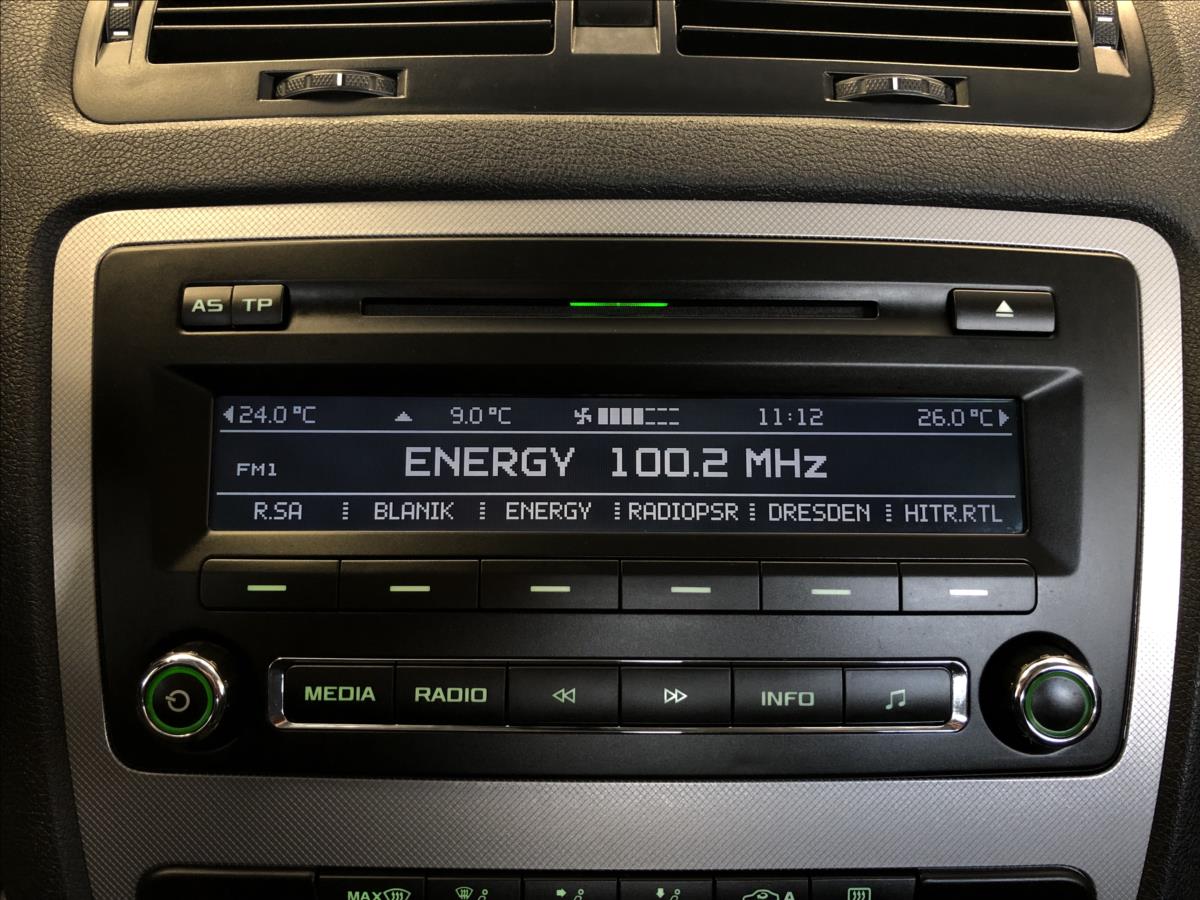 AS TP
24.0 °C 9.0 °C 11:12 26.0 °C
FM1 ENERGY 100.2 MHz
R.SA BLANIK ENERGY RADIOPSR DRESDEN HITR.RTL
MEDIA RADIO INFO
MAX A